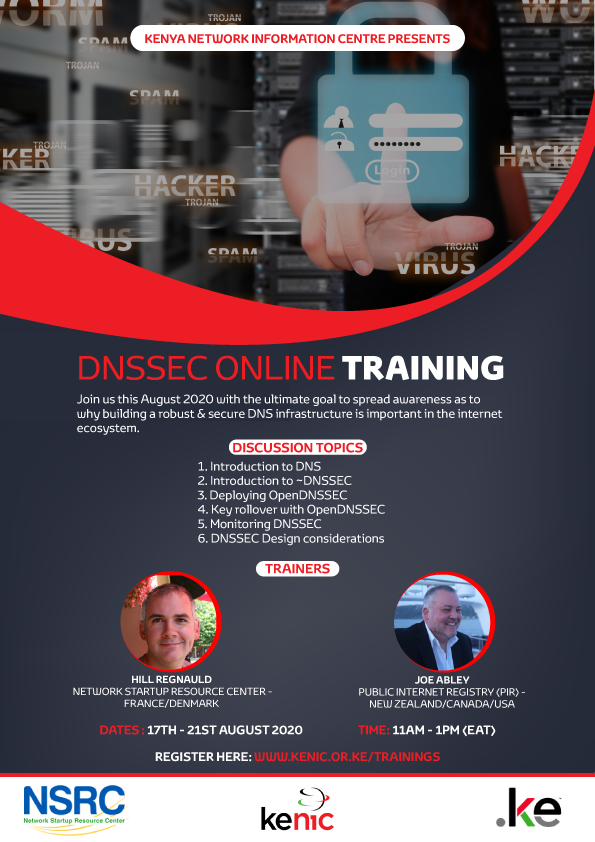 WORM
TROJAN
WO
KENYA NETWORK INFORMATION CENTRE PRESENTS
SPAM
TROJAN
SPAM
TROJAN
KER
HACK
Login
HACKER
TROJAN
RUS
SPAM
TROJAN
VIRUS
DNSSEC ONLINE TRAINING
Join us this August 2020 with the ultimate goal to spread awareness as to
why building a robust & secure DNS infrastructure is important in the internet
ecosystem.
DISCUSSION TOPICS
1. Introduction to DNS
2. Introduction to ~DNSSEC
3. Deploying OpenDNSSEC
4. Key rollover with OpenDNSSEC
5. Monitoring DNSSEC
6. DNSSEC Design considerations
TRAINERS
HILL REGNAULD
NETWORK STARTUP RESOURCE CENTER -
FRANCE/DENMARK
JOE ABLEY
PUBLIC INTERNET REGISTRY (PIR) -
NEW ZEALAND/CANADA/USA
DATES : 17TH - 21ST AUGUST 2020
TIME: 11AM - 1PM (EAT)
REGISTER HERE: WWW.KENIC.OR.KE/TRAININGS
NSRC
Network Startup Resource Center
kenic
.ke